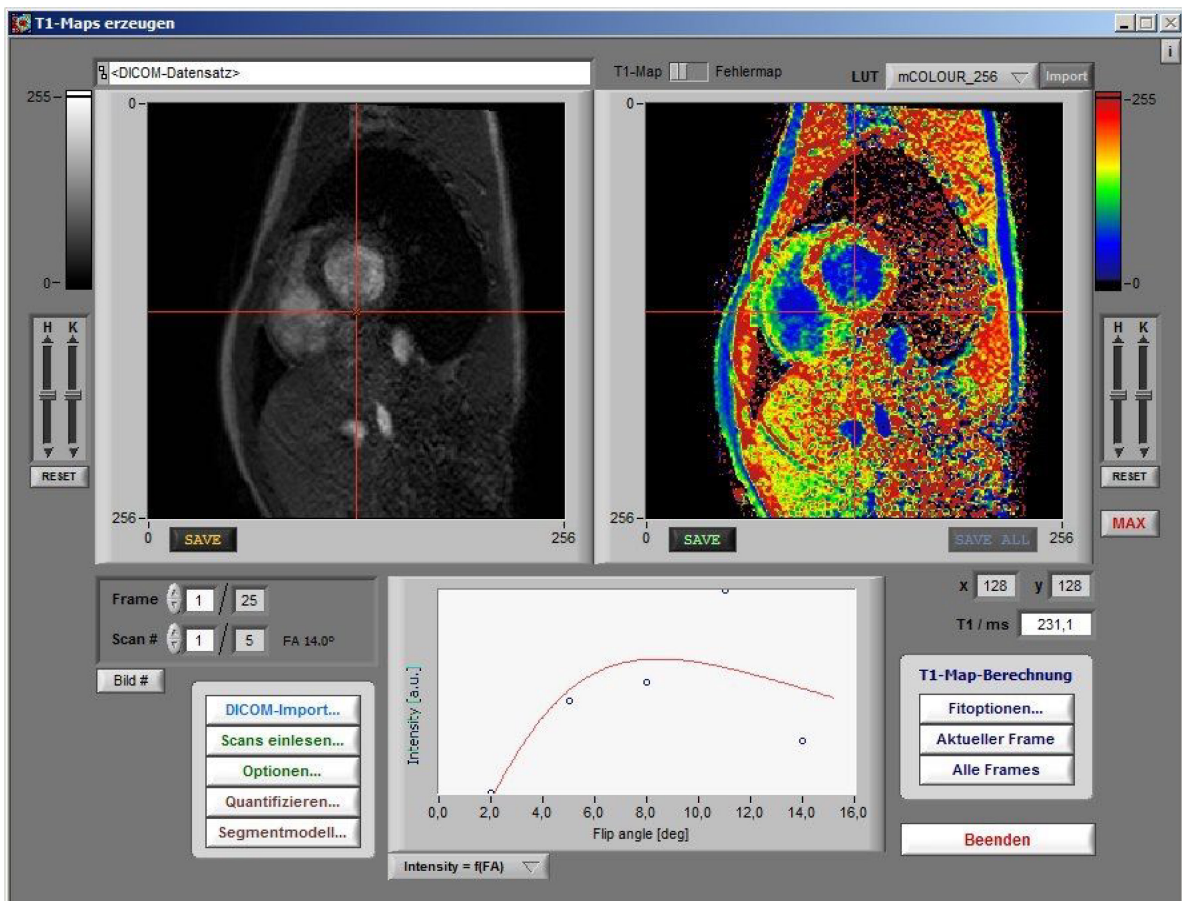 T1-Maps erzeugen
i
<DICOM-Datensatz>
T1-Map Fehlermap LUT mCOLOUR_256 Import
255
0
0
256
0
256
SAVE
255
0
0
256
SAVE
SAVE ALL
H K
RESET
H K
RESET
MAX
Frame 1 / 25
Scan # 1 / 5 FA 14.0º
Bild #
DICOM-Import...
Scans einlesen...
Optionen...
Quantifizieren...
Segmentmodell...
Intensity [a.u.]
0,0 2,0 4,0 6,0 8,0 10,0 12,0 14,0 16,0
Flip angle [deg]
Intensity = f(FA)
x 128 y 128
T1 / ms 231,1
T1-Map-Berechnung
Fitoptionen...
Aktueller Frame
Alle Frames
Beenden